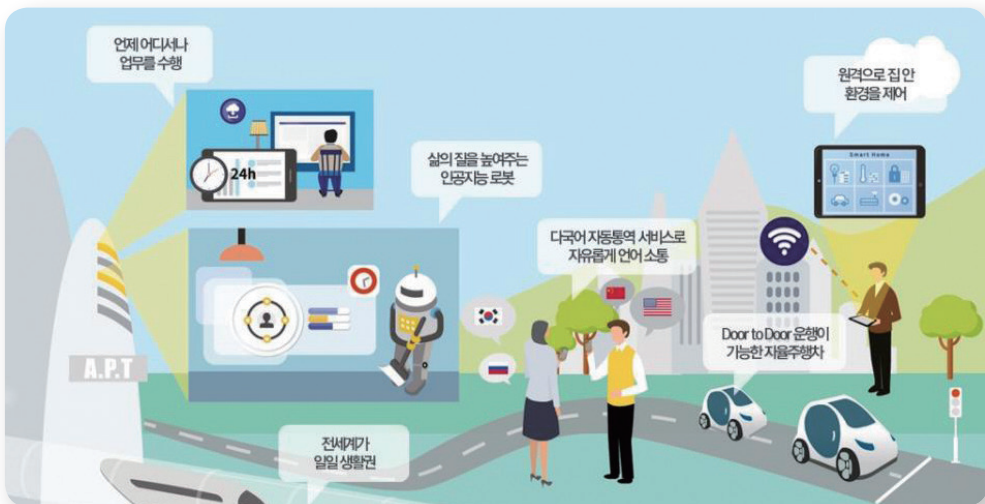 언제 어디서나
업무를 수행
24h
삶의 질을 높여주는
인공지능 로봇
원격으로 집 안
환경을 제어
Smart Home
다국어 자동통역 서비스로
자유롭게 언어 소통
Door to Door 운행이
가능한 자율주행차
A.P.T
전세계가
일일 생활권